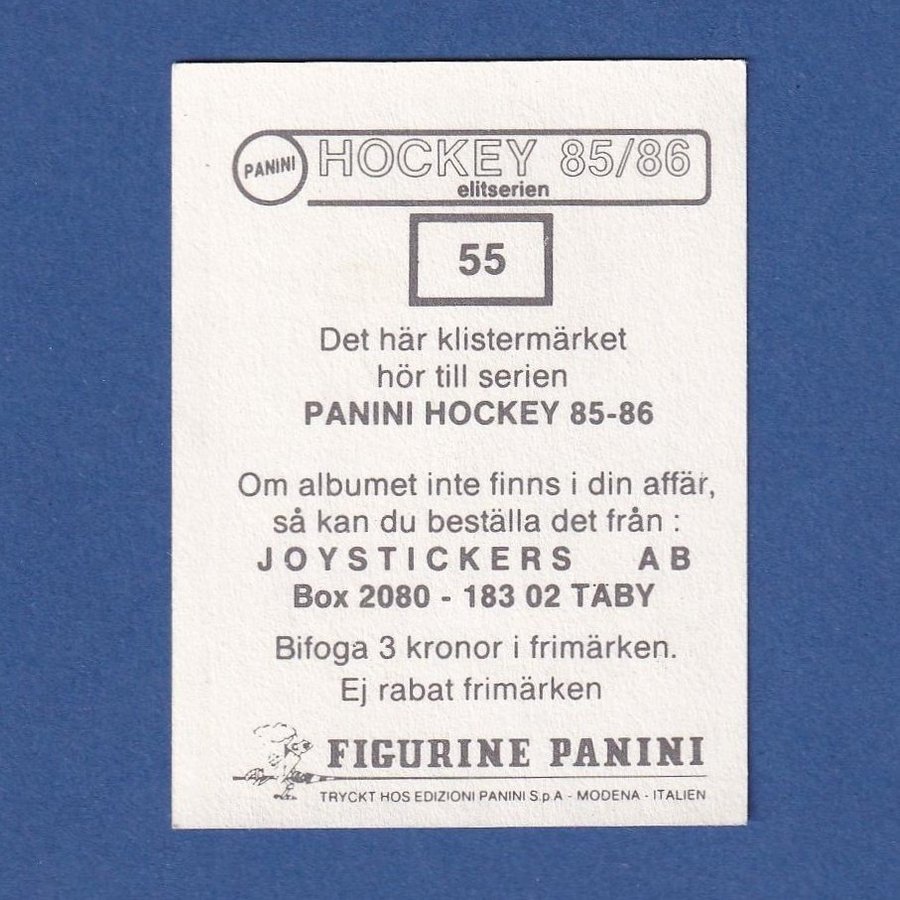 PANINI HOCKEY 85/86
elitserien
55
Det här klistermärket
hör till serien
PANINI HOCKEY 85-86
Om albumet inte finns i din affär,
så kan du beställa det från :
JOYSTICKERS AB
Box 2080 - 183 02 TÄBY
Bifoga 3 kronor i frimärken.
Ej rabat frimärken
FIGURINE PANINI
TRYCKT HOS EDIZIONI PANINI S.p.A - MODENA - ITALIEN